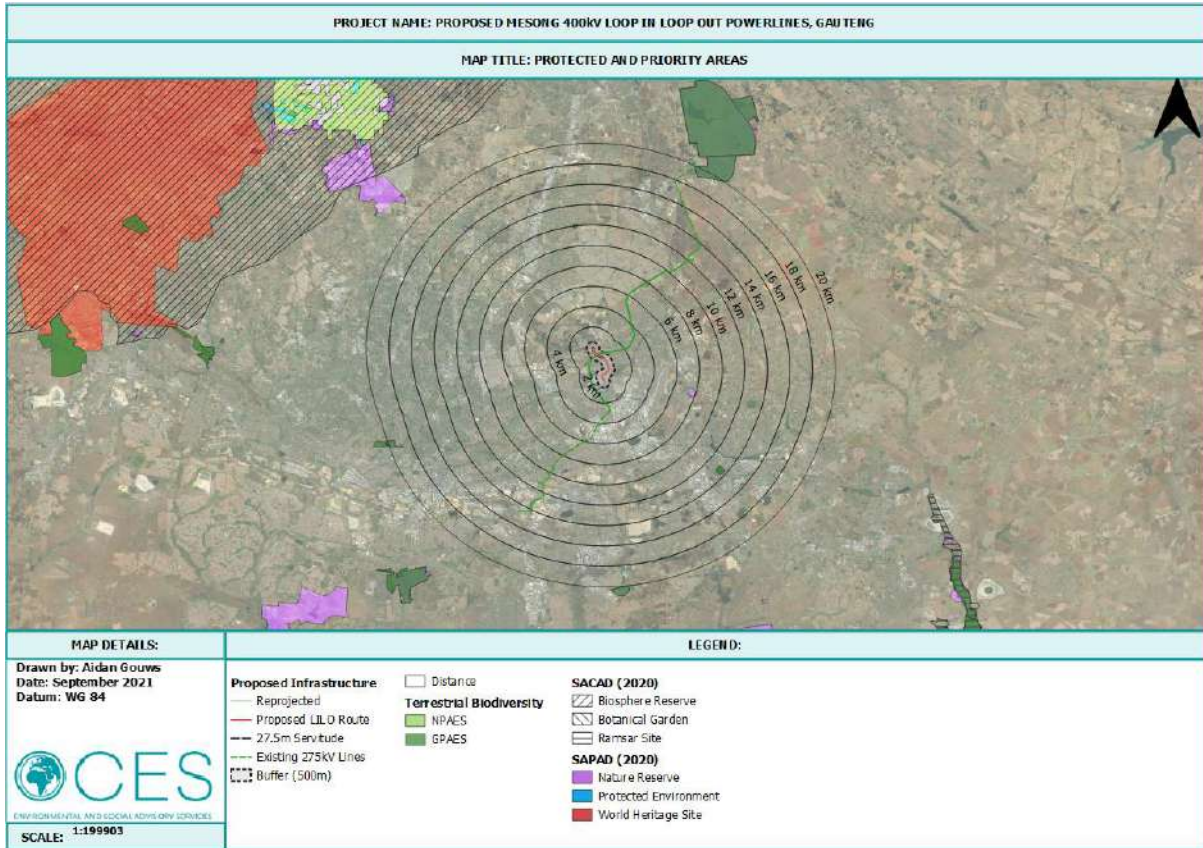 PROJECT NAME: PROPOSED MESONG 400kV LOOP IN LOOP OUT POWERLINES, GAUTENG
MAP TITLE: PROTECTED AND PRIORITY AREAS
20 km
18 km
16 km
14 km
12 km
10 km
8 km
6 km
4 km
2 km
MAP DETAILS:
Drawn by: Aidan Gouws
Date: September 2021
Datum: WG 84
CES
ENVIRONMENTAL AND SOCIAL ADVISORY SERVICES
SCALE: 1:199903
LEGEND:
Proposed Infrastructure
Reprojected
Proposed LILO Route
27.5m Servitude
Existing 275kV Lines
Buffer (500m)
Distance
Terrestrial Biodiversity
NPAES
GPAES
SACAD (2020)
Biosphere Reserve
Botanical Garden
Ramsar Site
SAPAD (2020)
Nature Reserve
Protected Environment
World Heritage Site